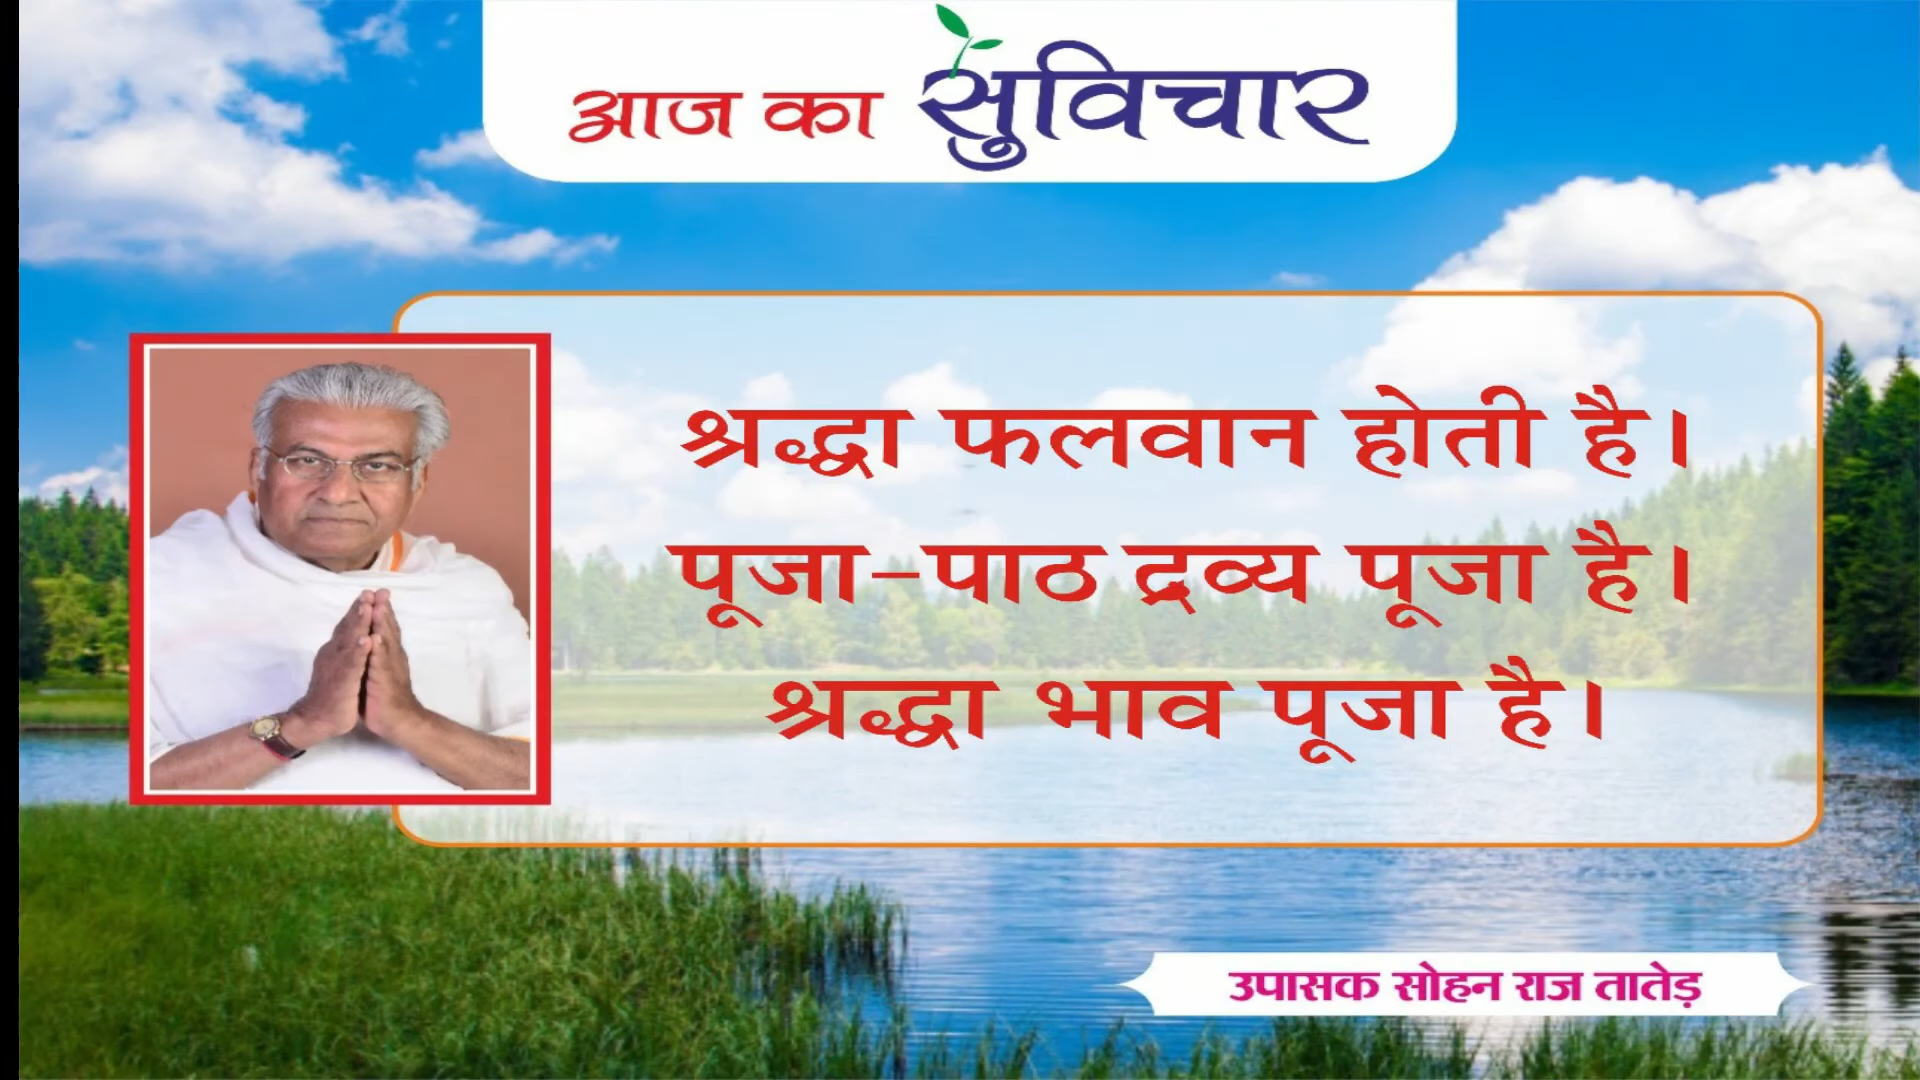 आज का सुविचार
श्रद्धा फलवान होती है।
पूजा-पाठ द्रव्य पूजा है।
श्रद्धा भाव पूजा है।
उपासक सोहन राज तातेड़